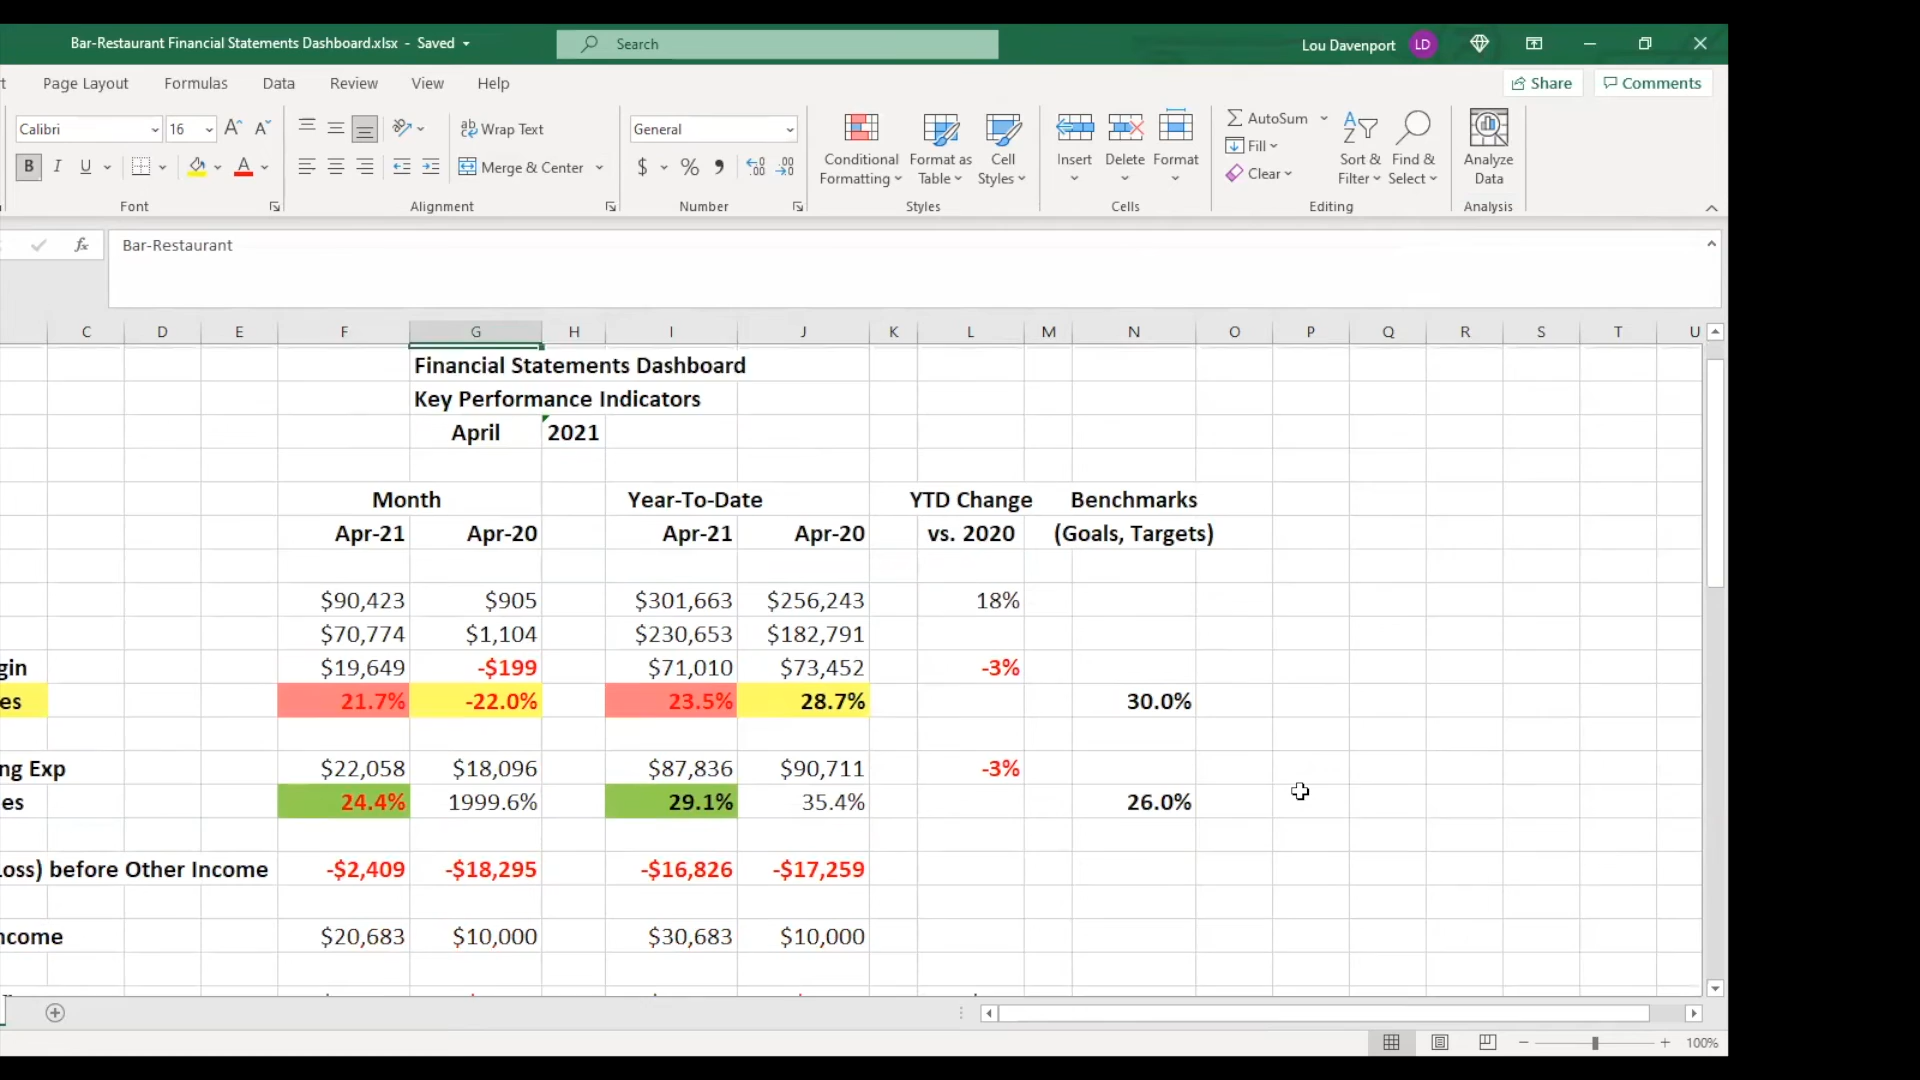 Bar-Restaurant Financial Statements Dashboard.xlsx - Saved
Search
Lou Davenport LD
Page Layout Formulas Data Review View Help
Share Comments
Calibri 16 A^ A˅ Wrap Text General
B I U A Merge & Center $ % , .00
Conditional Formatting
Format as Table
Cell Styles
Insert Delete Format
AutoSum
Fill
Clear
Sort & Filter
Find & Select
Analyze Data
Font Alignment Number Styles Cells Editing Analysis
fx Bar-Restaurant
C D E F G H I J K L M N O P Q R S T U
Financial Statements Dashboard
Key Performance Indicators
April 2021
Month Year-To-Date YTD Change Benchmarks
Apr-21 Apr-20 Apr-21 Apr-20 vs. 2020 (Goals, Targets)
$90,423 $905 $301,663 $256,243 18%
$70,774 $1,104 $230,653 $182,791
gin $19,649 -$199 $71,010 $73,452 -3%
es 21.7% -22.0% 23.5% 28.7% 30.0%
ng Exp $22,058 $18,096 $87,836 $90,711 -3%
es 24.4% 1999.6% 29.1% 35.4% 26.0%
Loss) before Other Income -$2,409 -$18,295 -$16,826 -$17,259
ncome $20,683 $10,000 $30,683 $10,000
100%